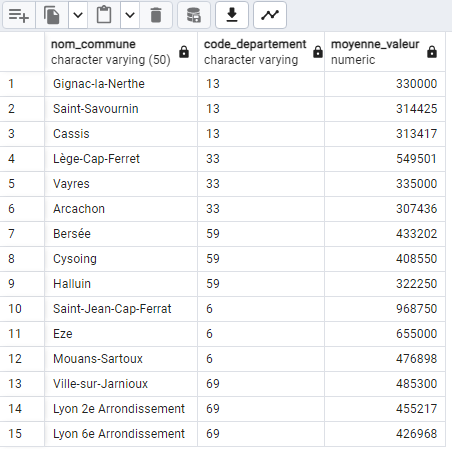 nom_commune code_departement moyenne_valeur
character varying (50) character varying numeric
1 Gignac-la-Nerthe 13 330000
2 Saint-Savournin 13 314425
3 Cassis 13 313417
4 Lège-Cap-Ferret 33 549501
5 Vayres 33 335000
6 Arcachon 33 307436
7 Bersée 59 433202
8 Cysoing 59 408550
9 Halluin 59 322250
10 Saint-Jean-Cap-Ferrat 6 968750
11 Eze 6 655000
12 Mouans-Sartoux 6 476898
13 Ville-sur-Jarnioux 69 485300
14 Lyon 2e Arrondissement 69 455217
15 Lyon 6e Arrondissement 69 426968